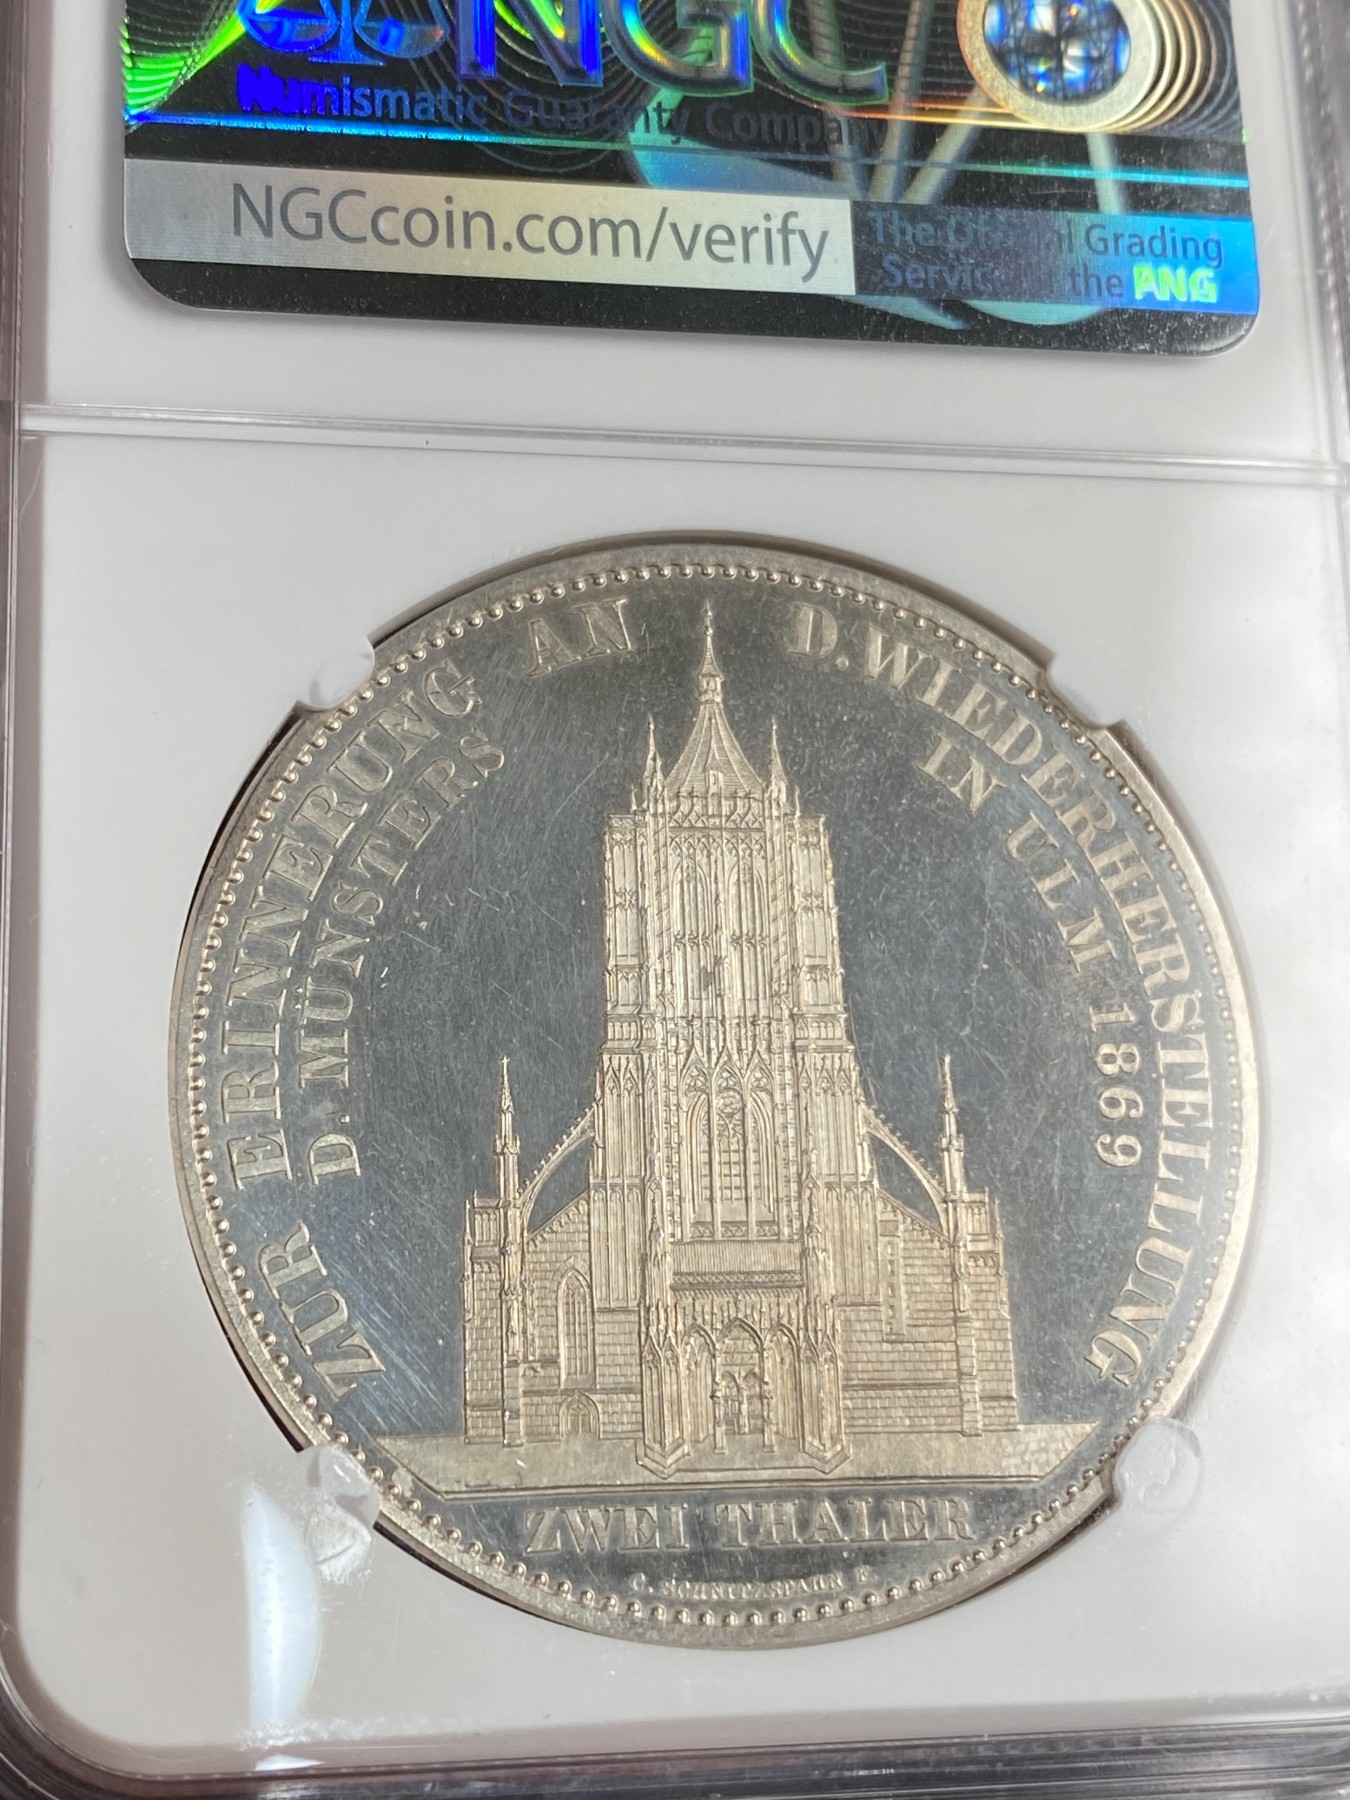 NGC
Numismatic Guaranty Company
NGCcoin.com/verify
The Official Grading
Service of the PNG
ZUR ERINNERUNG AN D. WIEDERHERSTELLUNG
D. MÜNSTERS IN ULM 1869
ZWEI THALER
C. SCHNITZSPAHN F.